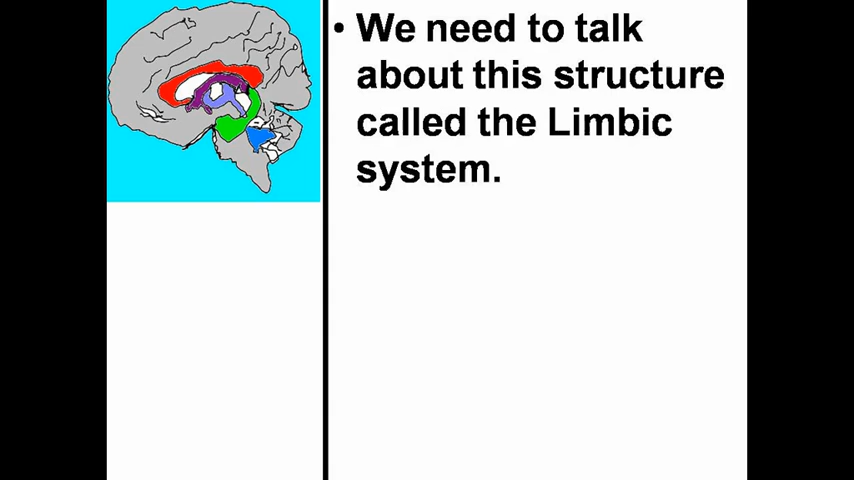 • We need to talk
about this structure
called the Limbic
system.